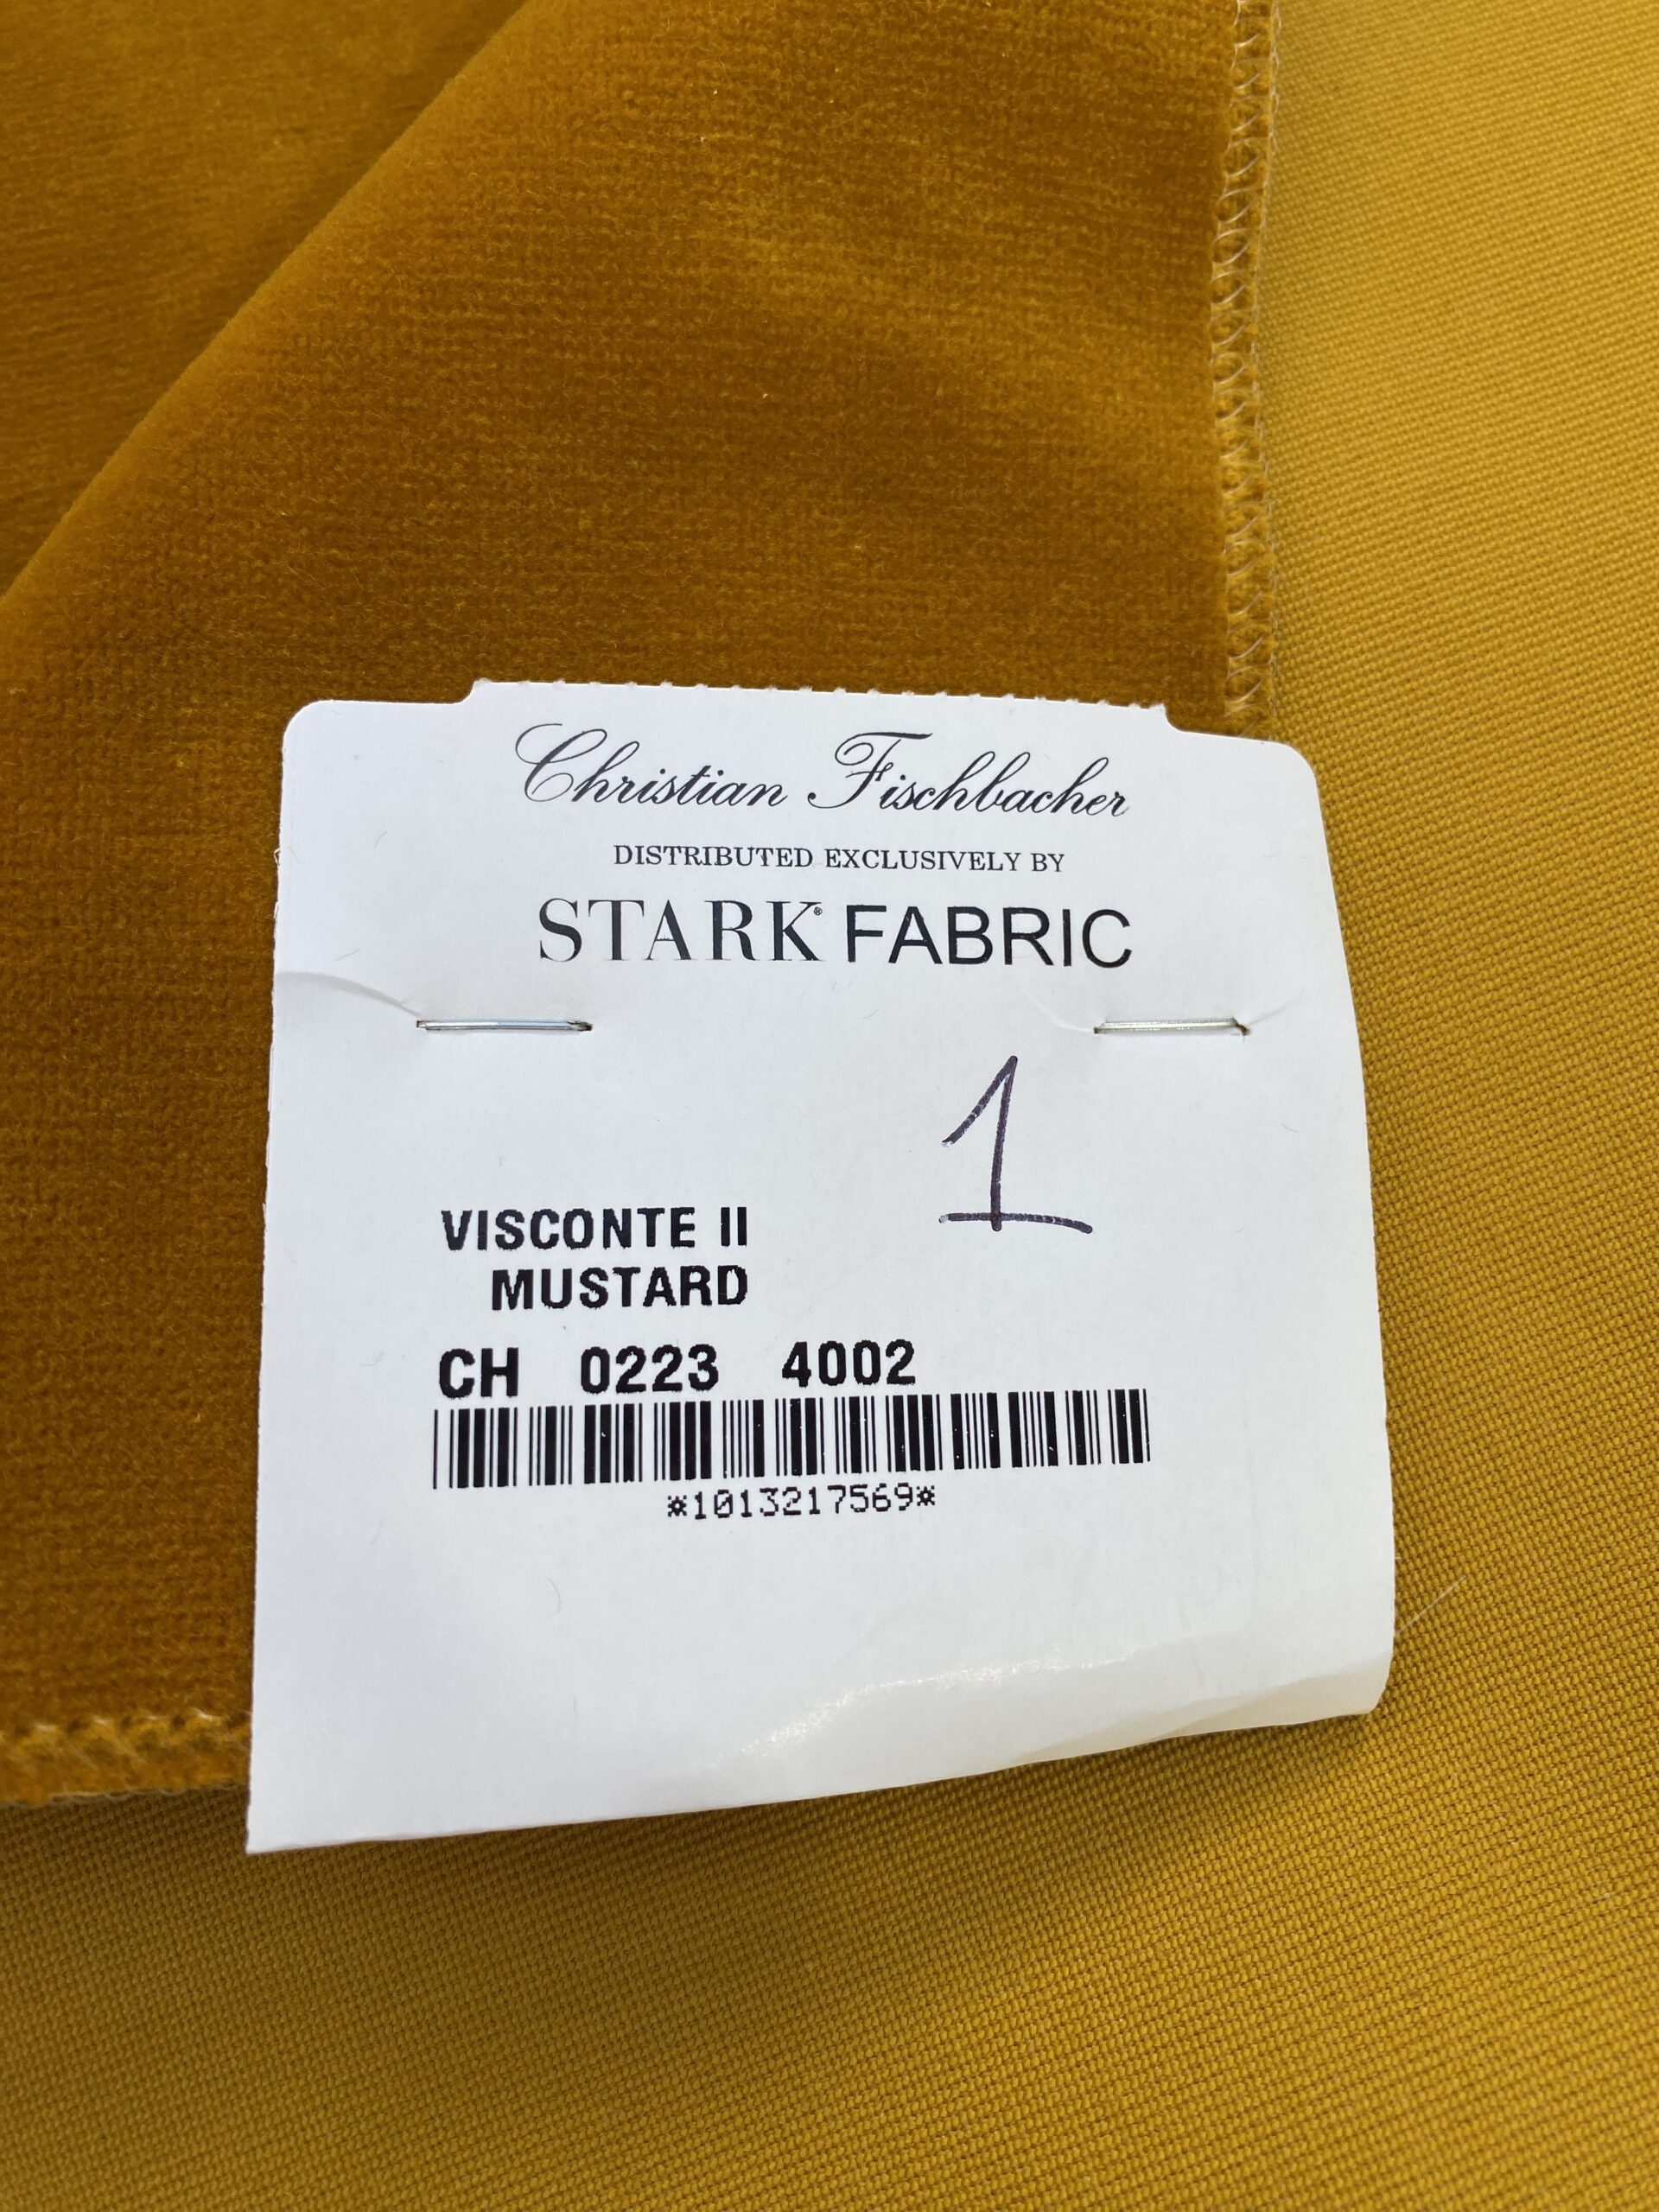 Christian Fischbacher
DISTRIBUTED EXCLUSIVELY BY
STARK® FABRIC
1
VISCONTE II
MUSTARD
CH 0223 4002
*1013217569*